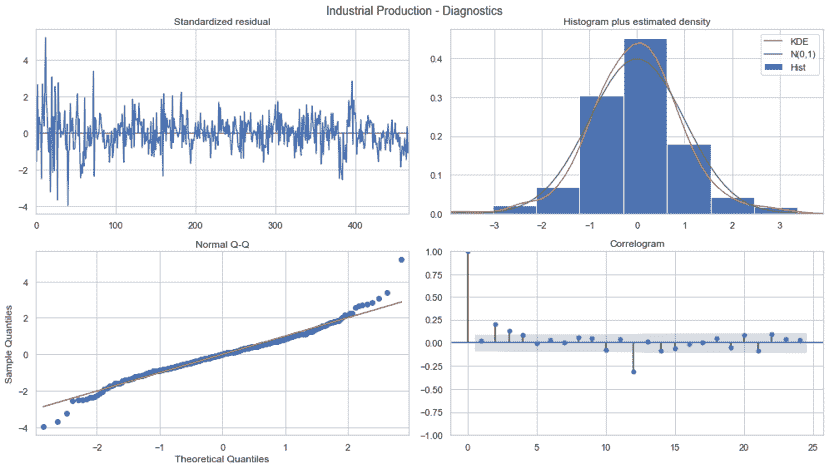 Industrial Production - Diagnostics
Standardized residual
4
2
0
−2
−4
0 100 200 300 400
Histogram plus estimated density
KDE
N(0,1)
Hist
0.4
0.3
0.2
0.1
0.0
−3 −2 −1 0 1 2 3
Normal Q-Q
Sample Quantiles
4
2
0
−2
−4
−2 −1 0 1 2
Theoretical Quantiles
Correlogram
1.00
0.75
0.50
0.25
0.00
−0.25
−0.50
−0.75
−1.00
0 5 10 15 20 25